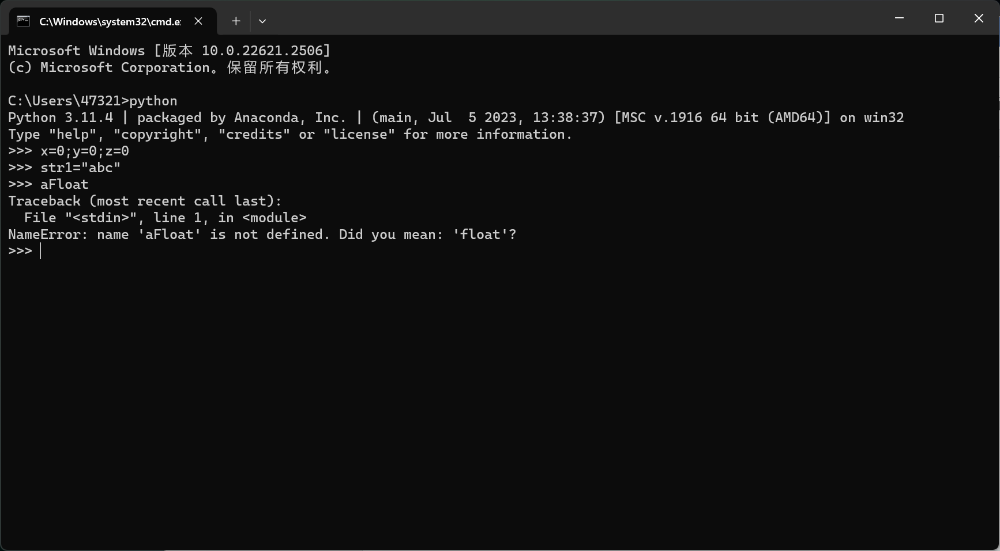 C:\Windows\system32\cmd.e
Microsoft Windows [版本 10.0.22621.2506]
(c) Microsoft Corporation。保留所有权利。
C:\Users\47321>python
Python 3.11.4 | packaged by Anaconda, Inc. | (main, Jul  5 2023, 13:38:37) [MSC v.1916 64 bit (AMD64)] on win32
Type "help", "copyright", "credits" or "license" for more information.
>>> x=0;y=0;z=0
>>> str1="abc"
>>> aFloat
Traceback (most recent call last):
  File "<stdin>", line 1, in <module>
NameError: name 'aFloat' is not defined. Did you mean: 'float'?
>>>